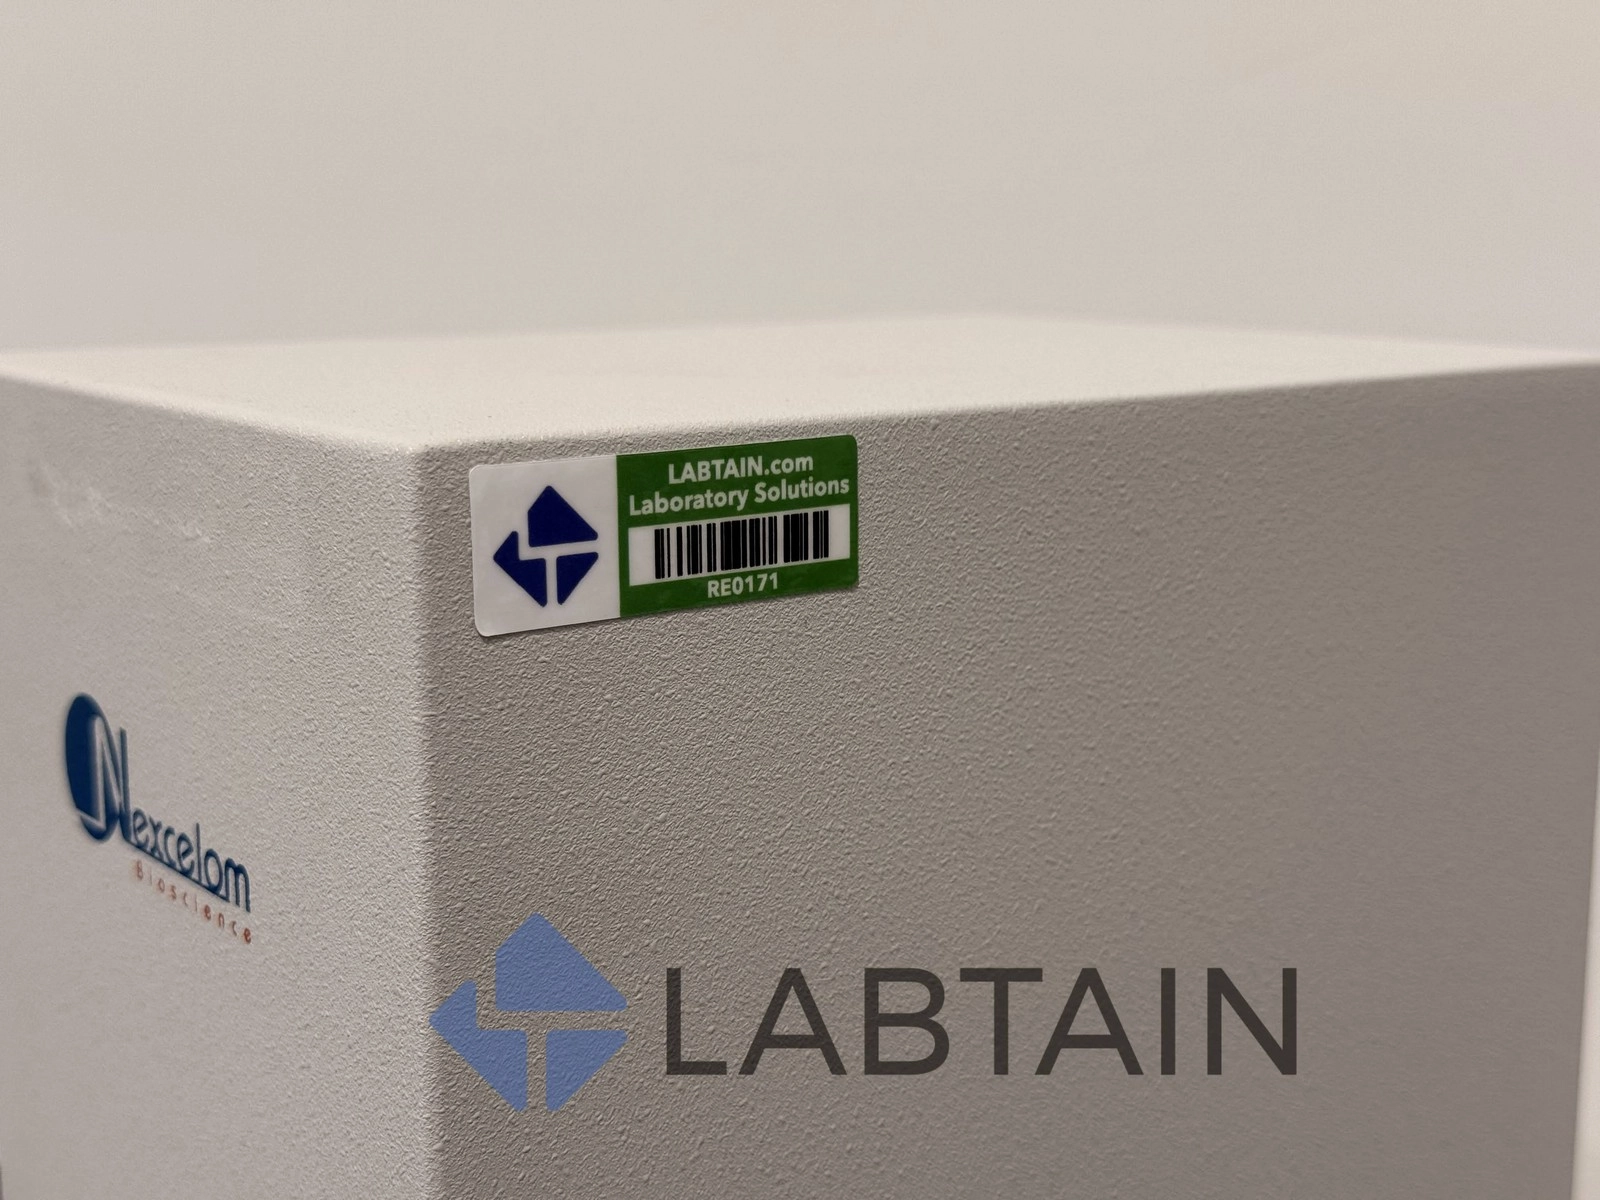 LABTAIN.com
Laboratory Solutions
RE0171
Nexcelom
Bioscience
LABTAIN